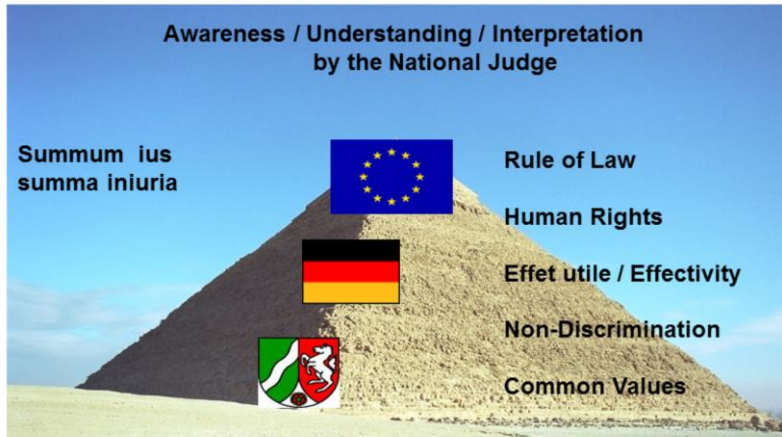 Awareness / Understanding / Interpretation
by the National Judge
Summum ius
summa iniuria
Rule of Law
Human Rights
Effet utile / Effectivity
Non-Discrimination
Common Values